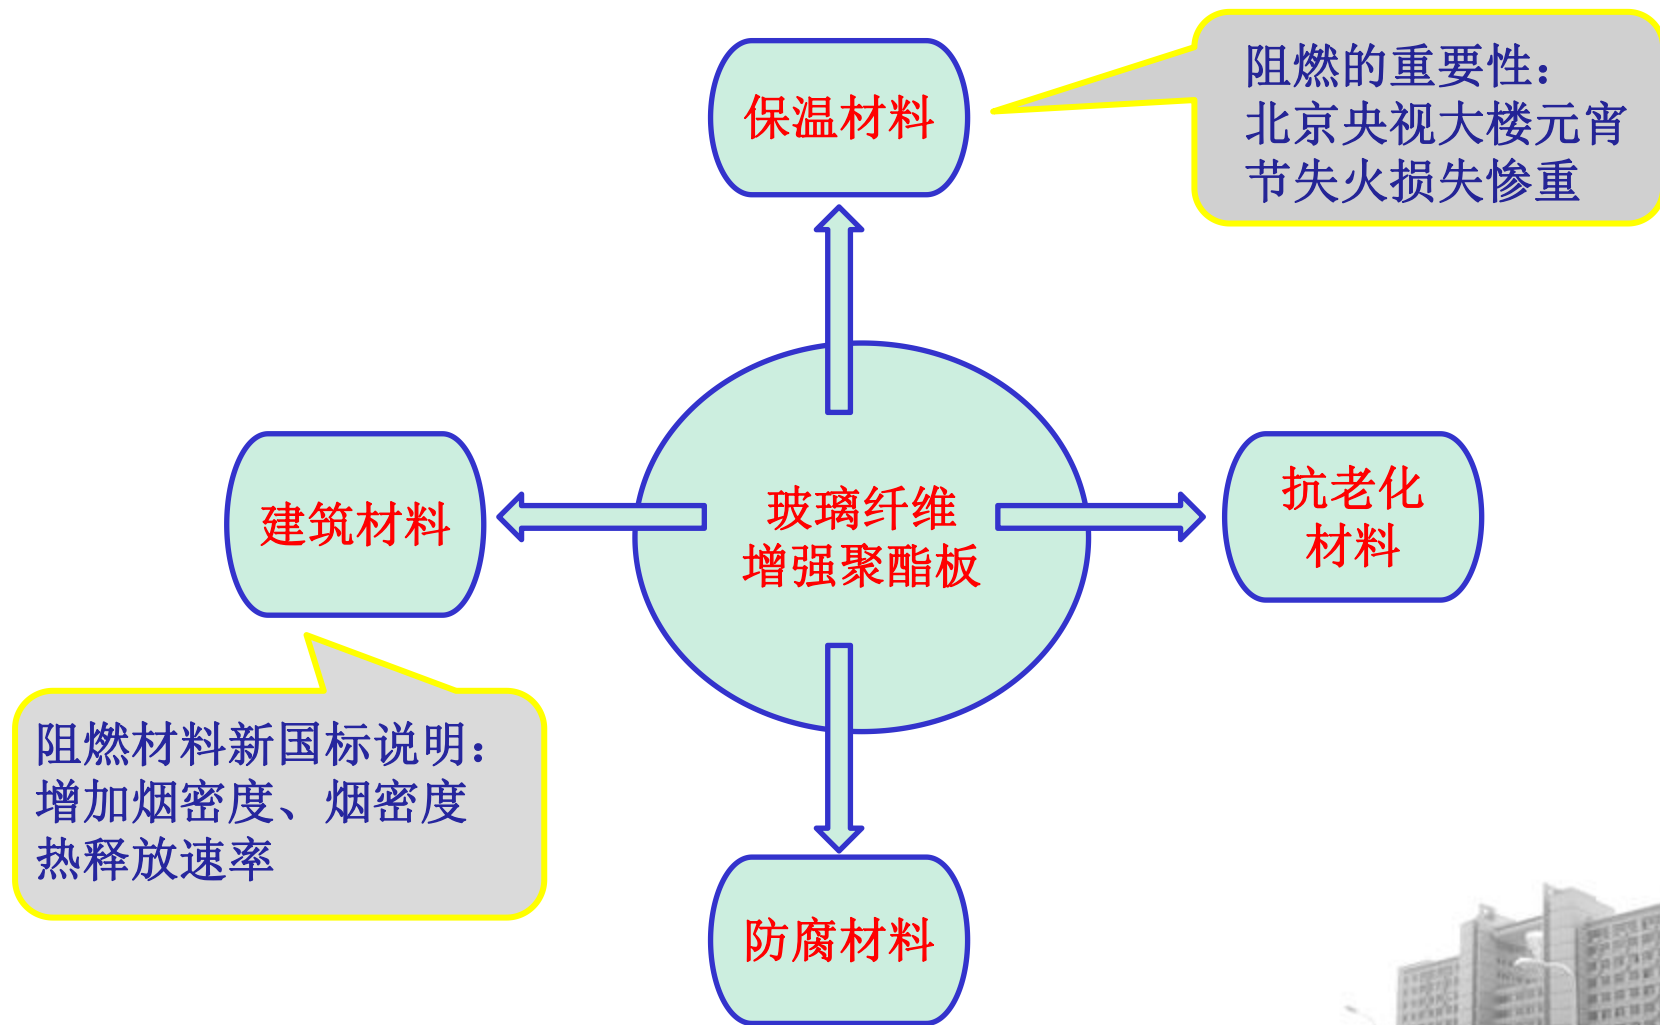 保温材料
阻燃的重要性：
北京央视大楼元宵
节失火损失惨重
建筑材料
玻璃纤维
增强聚酯板
抗老化
材料
阻燃材料新国标说明：
增加烟密度、烟密度
热释放速率
防腐材料